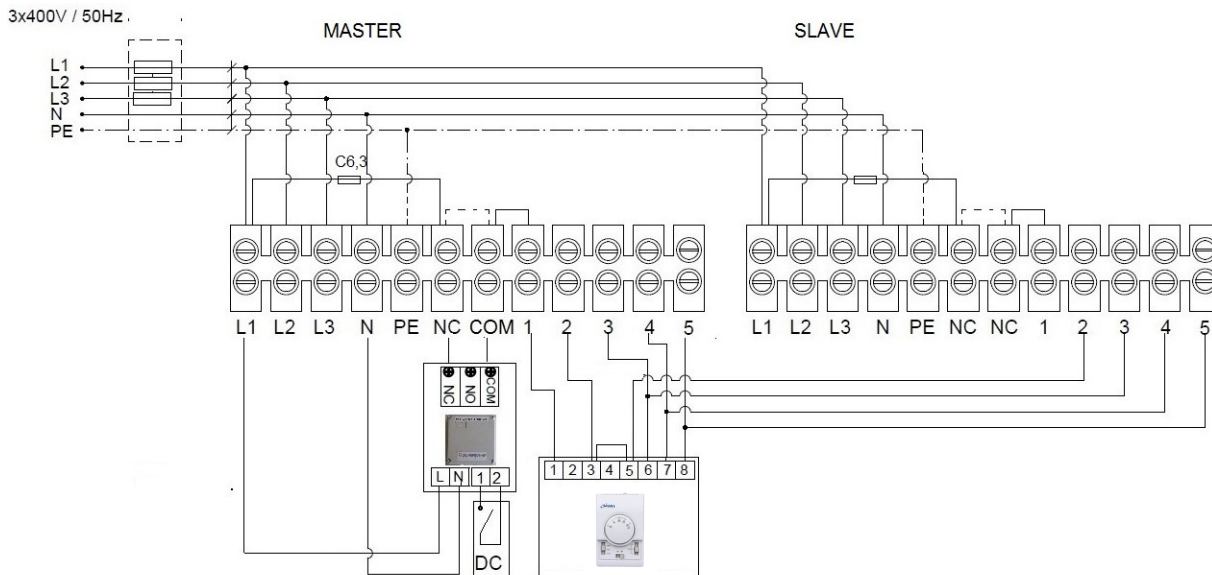 3x400V / 50Hz
MASTER SLAVE
L1
L2
L3
N
PE
C6,3
L1 L2 L3 N PE NC COM 1 2 3 4 5 L1 L2 L3 N PE NC NC 1 2 3 4 5
NC NO COM
L N 1 2
1 2 3 4 5 6 7 8
DC